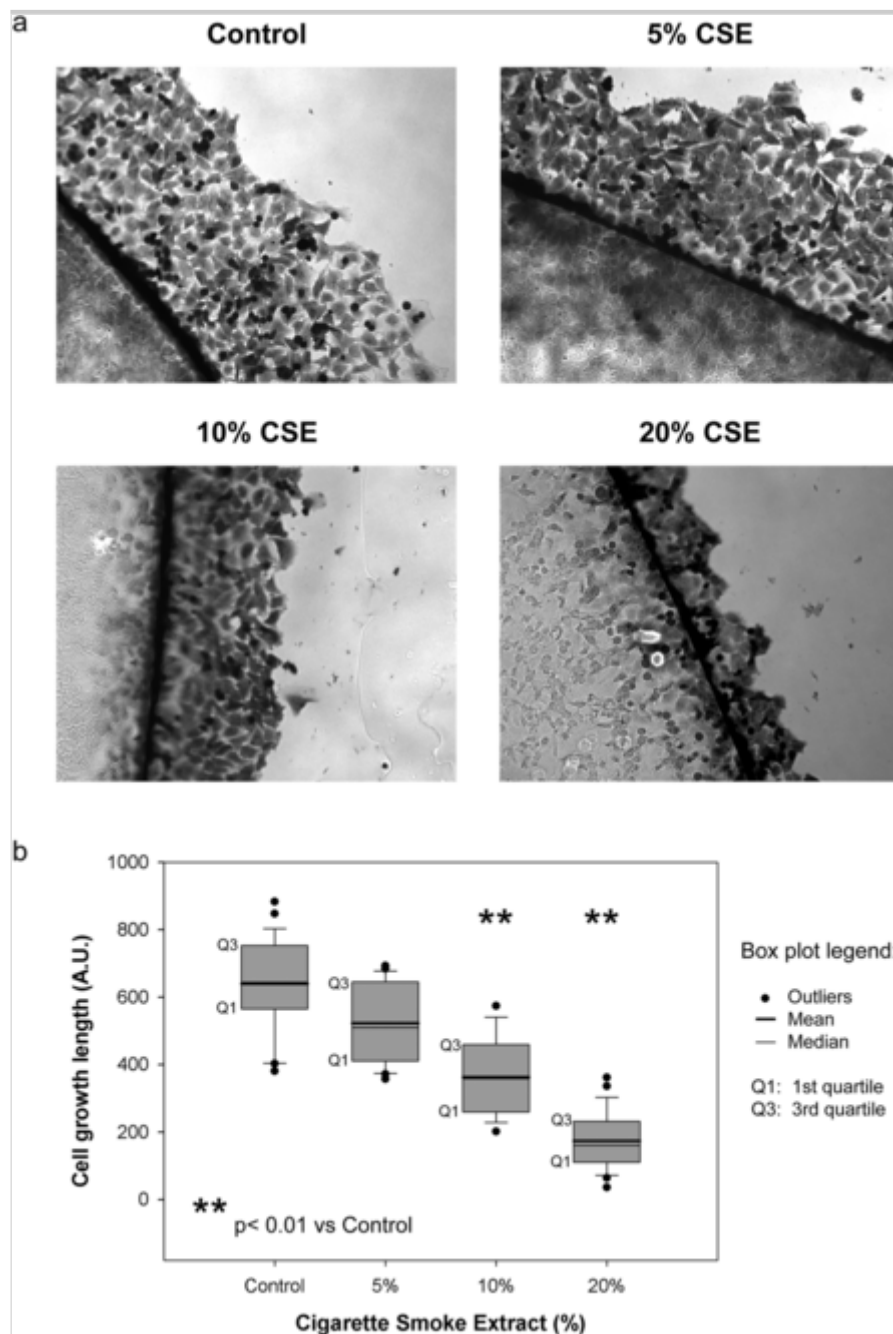 a
Control
5% CSE
10% CSE
20% CSE
b
1000
800
600
400
200
0
Cell growth length (A.U.)
Q3
Q1
Q3
Q1
Q3
Q1
Q3
Q1
**
**
** p< 0.01 vs Control
Control
5%
10%
20%
Cigarette Smoke Extract (%)
Box plot legend
Outliers
Mean
Median
Q1: 1st quartile
Q3: 3rd quartile